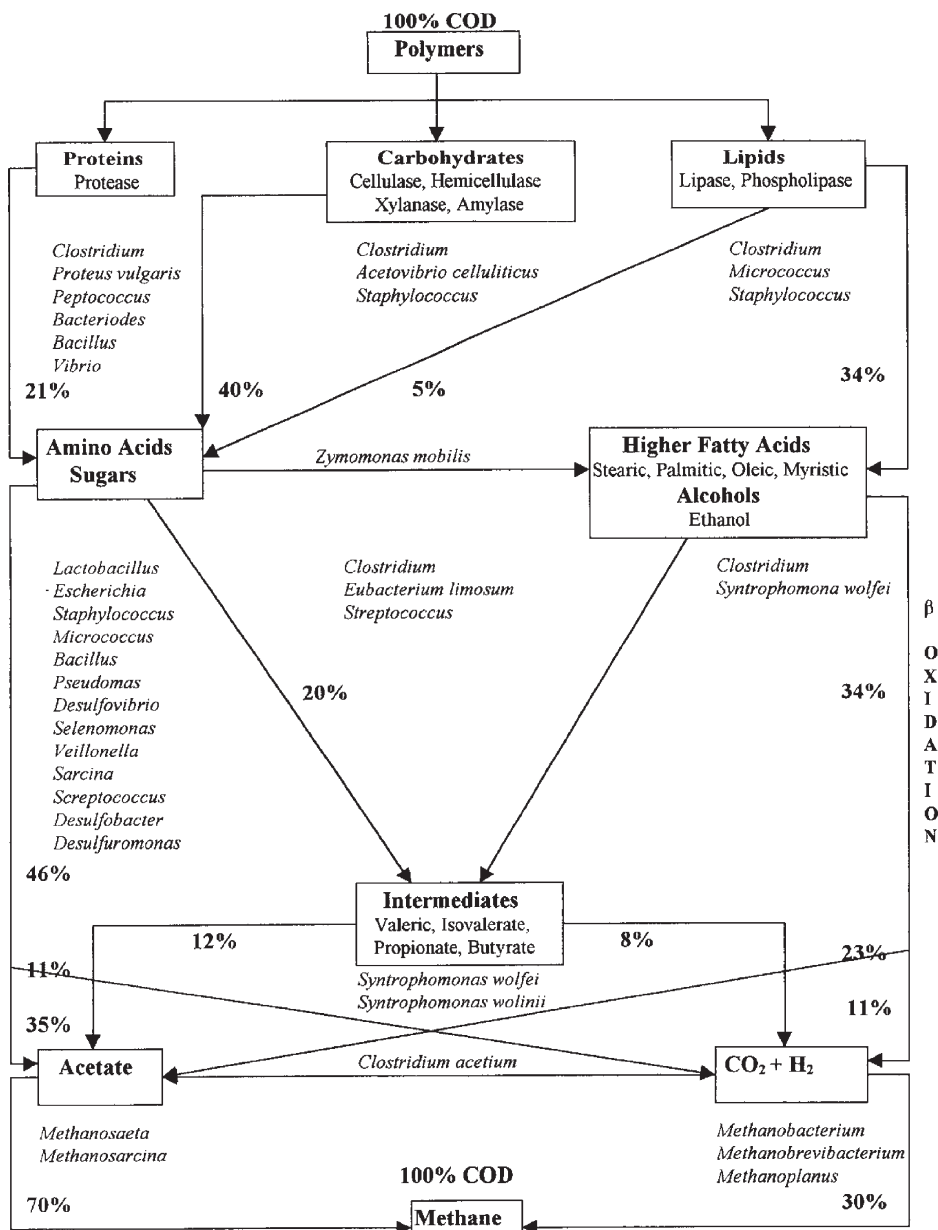 100% COD
Polymers
Proteins
Protease
Carbohydrates
Cellulase, Hemicellulase
Xylanase, Amylase
Lipids
Lipase, Phospholipase
Clostridium
Proteus vulgaris
Peptococcus
Bacteriodes
Bacillus
Vibrio
Clostridium
Acetovibrio celluliticus
Staphylococcus
Clostridium
Micrococcus
Staphylococcus
21%
40%
5%
34%
Amino Acids
Sugars
Zymomonas mobilis
Higher Fatty Acids
Stearic, Palmitic, Oleic, Myristic
Alcohols
Ethanol
Lactobacillus
Escherichia
Staphylococcus
Micrococcus
Bacillus
Pseudomas
Desulfovibrio
Selenomonas
Veillonella
Sarcina
Screptococcus
Desulfobacter
Desulfuromonas
Clostridium
Eubacterium limosum
Streptococcus
Clostridium
Syntrophomona wolfei
β OXIDATION
20%
34%
46%
Intermediates
Valeric, Isovalerate,
Propionate, Butyrate
12%
8%
23%
11%
Syntrophomonas wolfei
Syntrophomonas wolinii
35%
11%
Acetate
Clostridium acetium
CO₂ + H₂
Methanosaeta
Methanosarcina
Methanobacterium
Methanobrevibacterium
Methanoplanus
70%
100% COD
Methane
30%